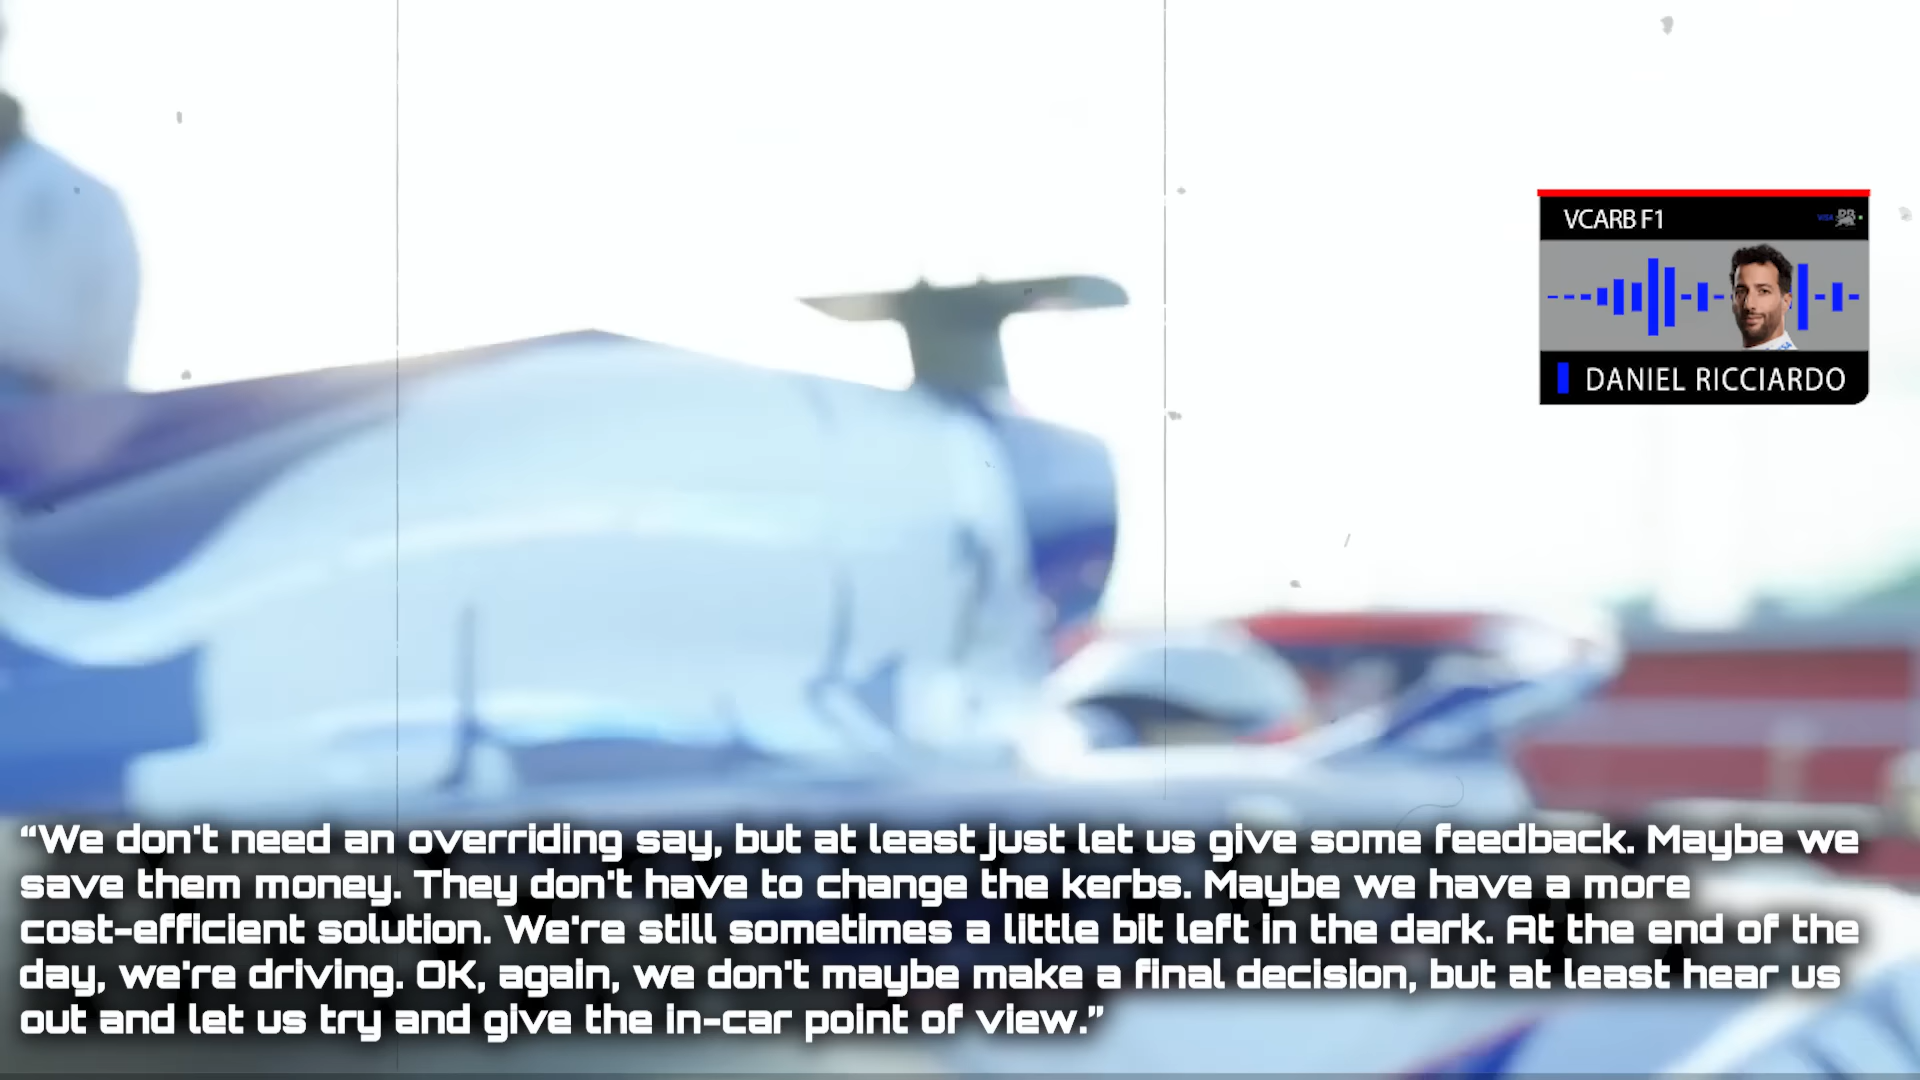 VCARB F1
VISA RB
DANIEL RICCIARDO
“We don't need an overriding say, but at least just let us give some feedback. Maybe we
save them money. They don't have to change the kerbs. Maybe we have a more
cost-efficient solution. We're still sometimes a little bit left in the dark. At the end of the
day, we're driving. OK, again, we don't maybe make a final decision, but at least hear us
out and let us try and give the in-car point of view.”